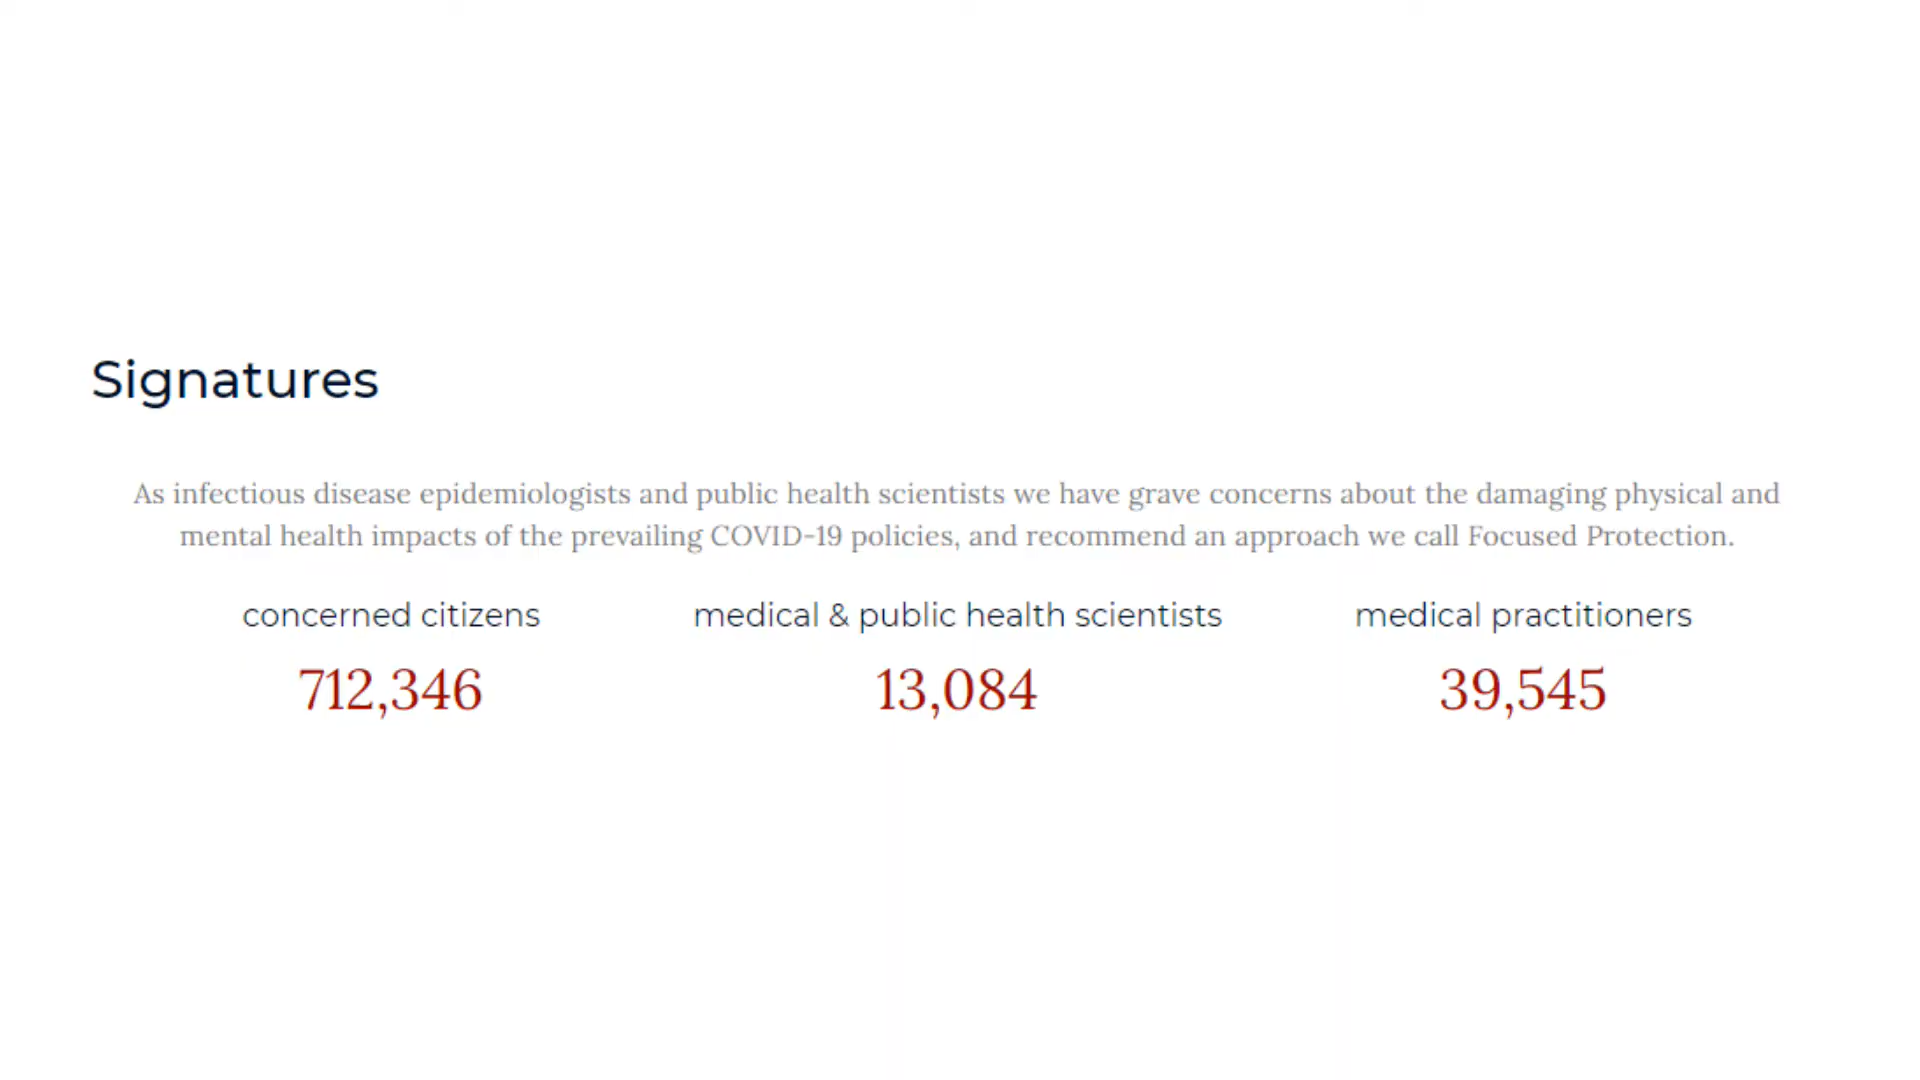 Signatures
As infectious disease epidemiologists and public health scientists we have grave concerns about the damaging physical and
mental health impacts of the prevailing COVID-19 policies, and recommend an approach we call Focused Protection.
concerned citizens
712,346
medical & public health scientists
13,084
medical practitioners
39,545